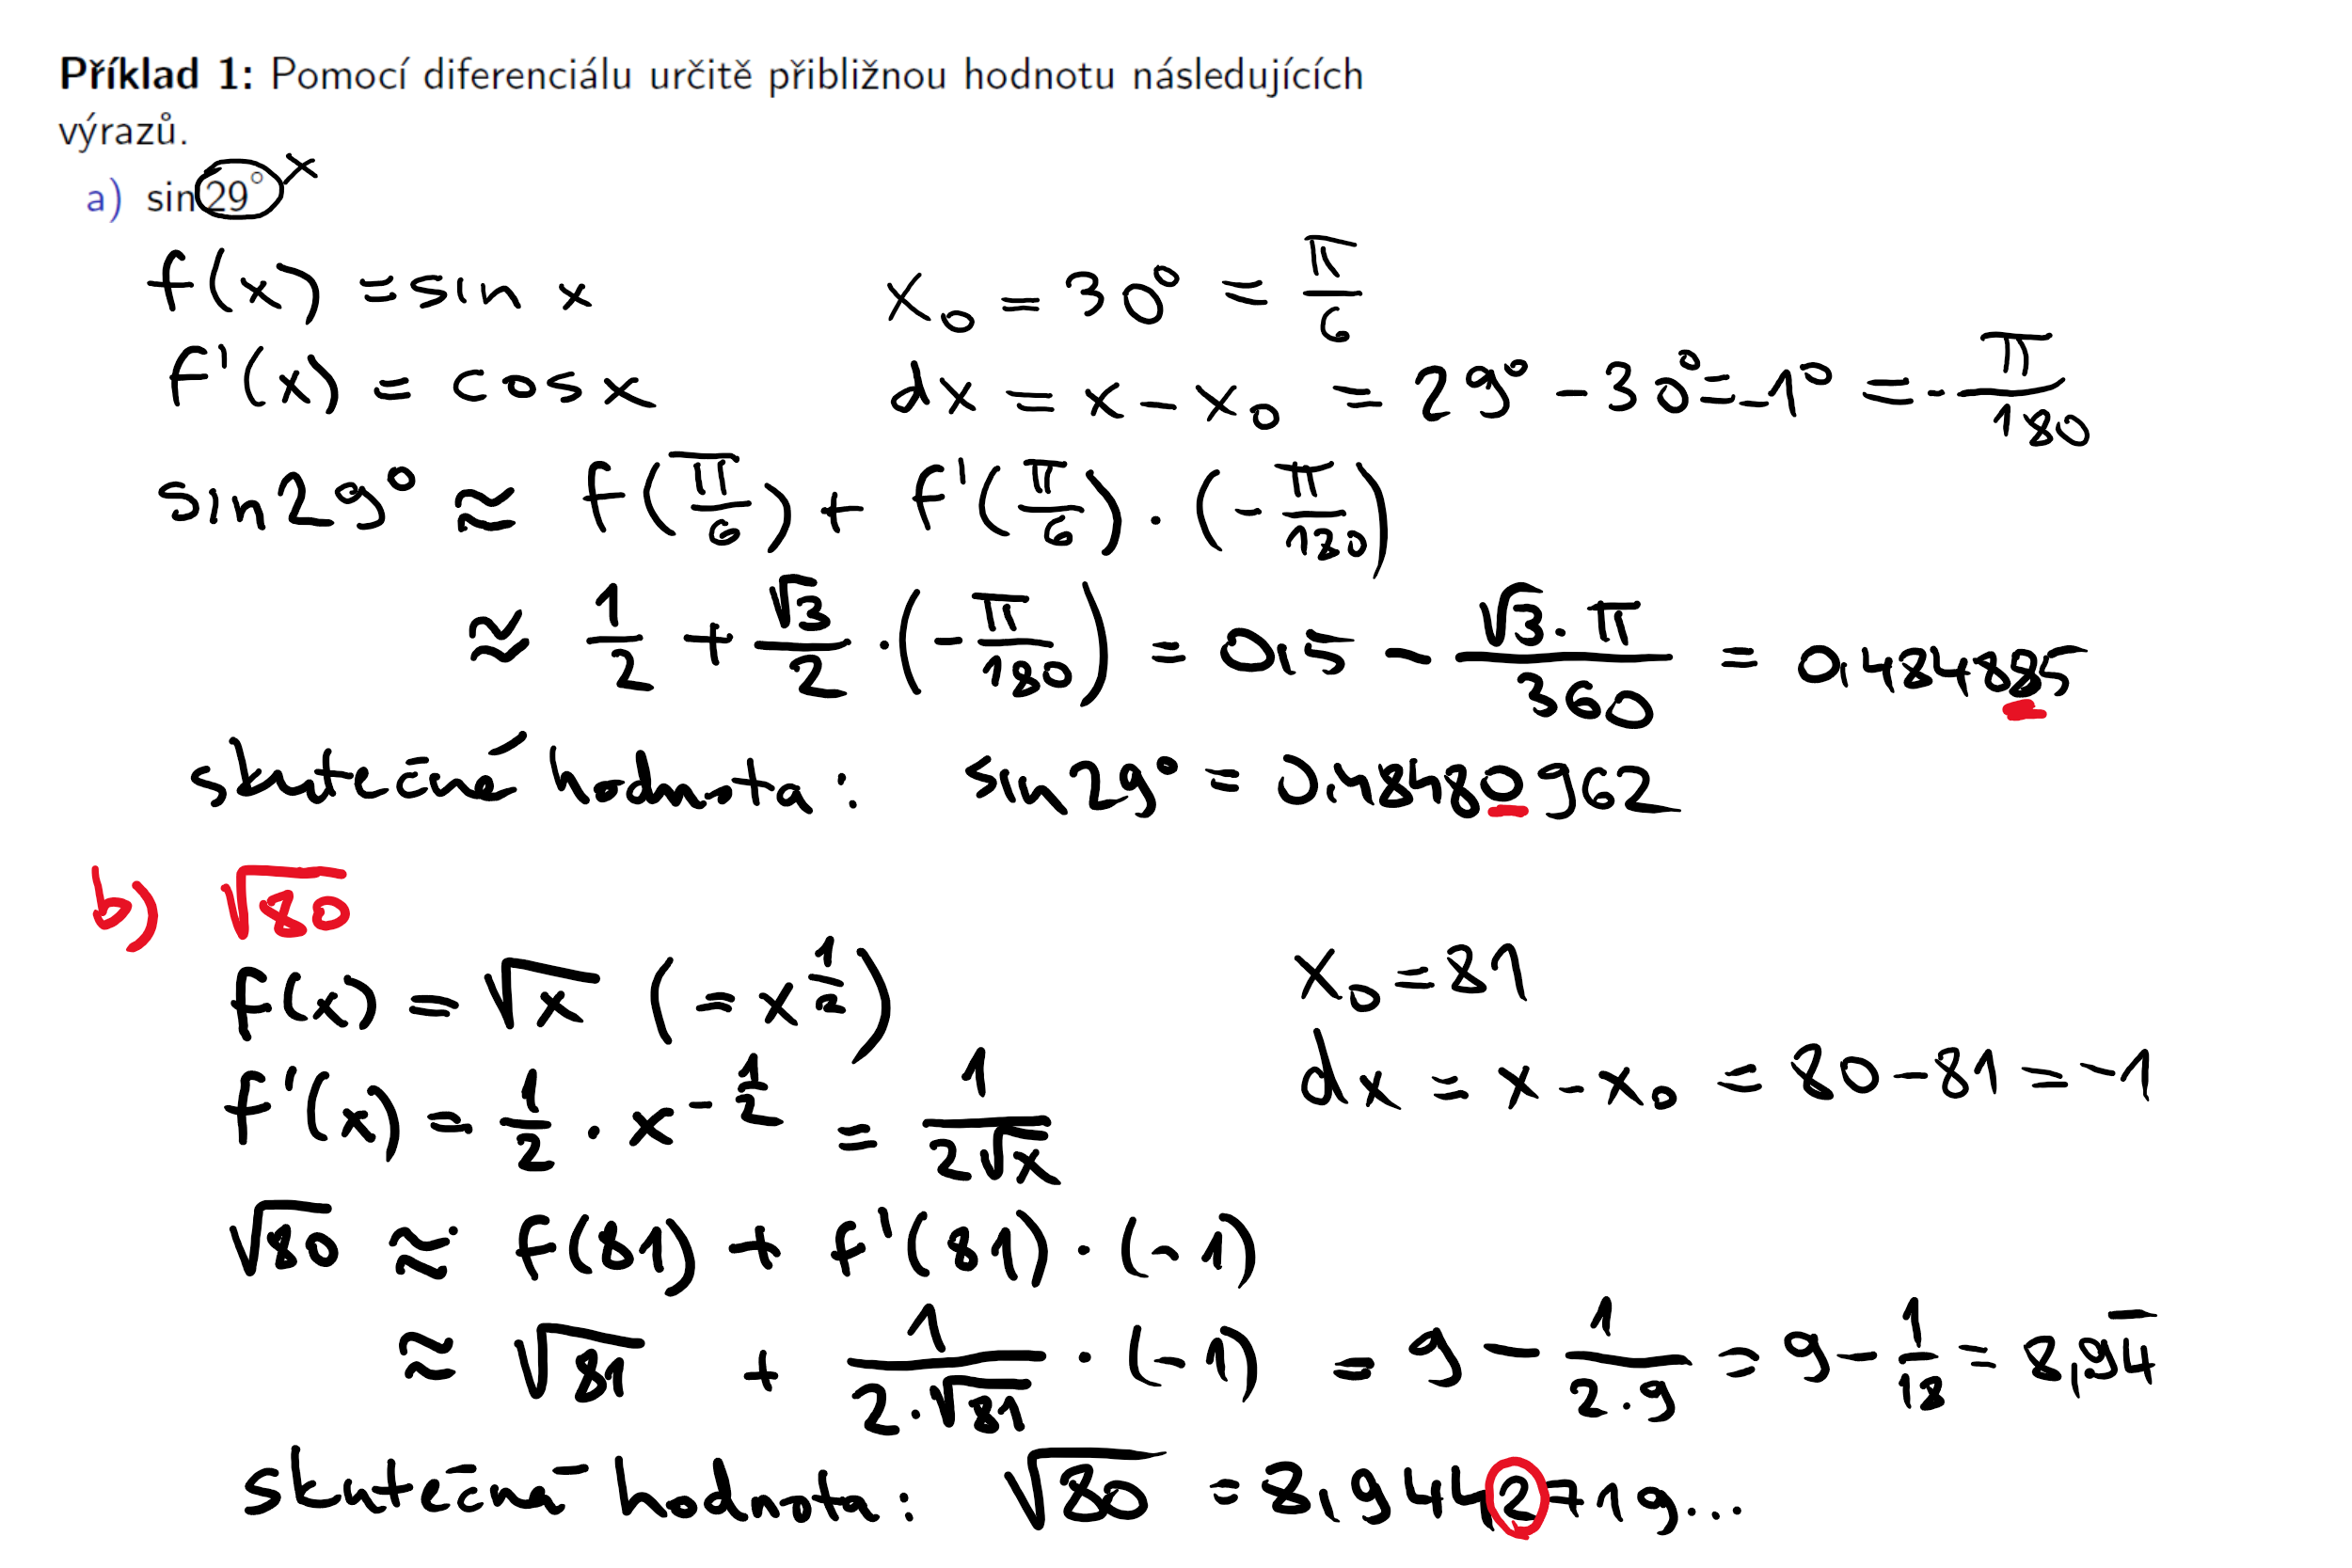 Příklad 1: Pomocí diferenciálu určitě přibližnou hodnotu následujících
výrazů.
a) sin 29° x
f(x) = sin x    x₀ = 30° = π/6
f'(x) = cos x    dx = x - x₀ = 29° - 30° = -1° = -π/180
sin 29° ≈ f(π/6) + f'(π/6) · (-π/180)
≈ 1/2 + √3/2 · (-π/180) = 0,5 - √3·π/360 = 0,484885
skutečná hodnota: sin 29° = 0,48480962
b) √80
f(x) = √x (= x^1/2)    x₀ = 81
f'(x) = 1/2 · x^-1/2 = 1/2√x    dx = x - x₀ = 80 - 81 = -1
√80 ≈ f(81) + f'(81) · (-1)
≈ √81 + 1/2·√81 · (-1) = 9 - 1/2·9 = 9 - 1/18 = 8,94̅
skutečná hodnota: √80 = 8,9442719...